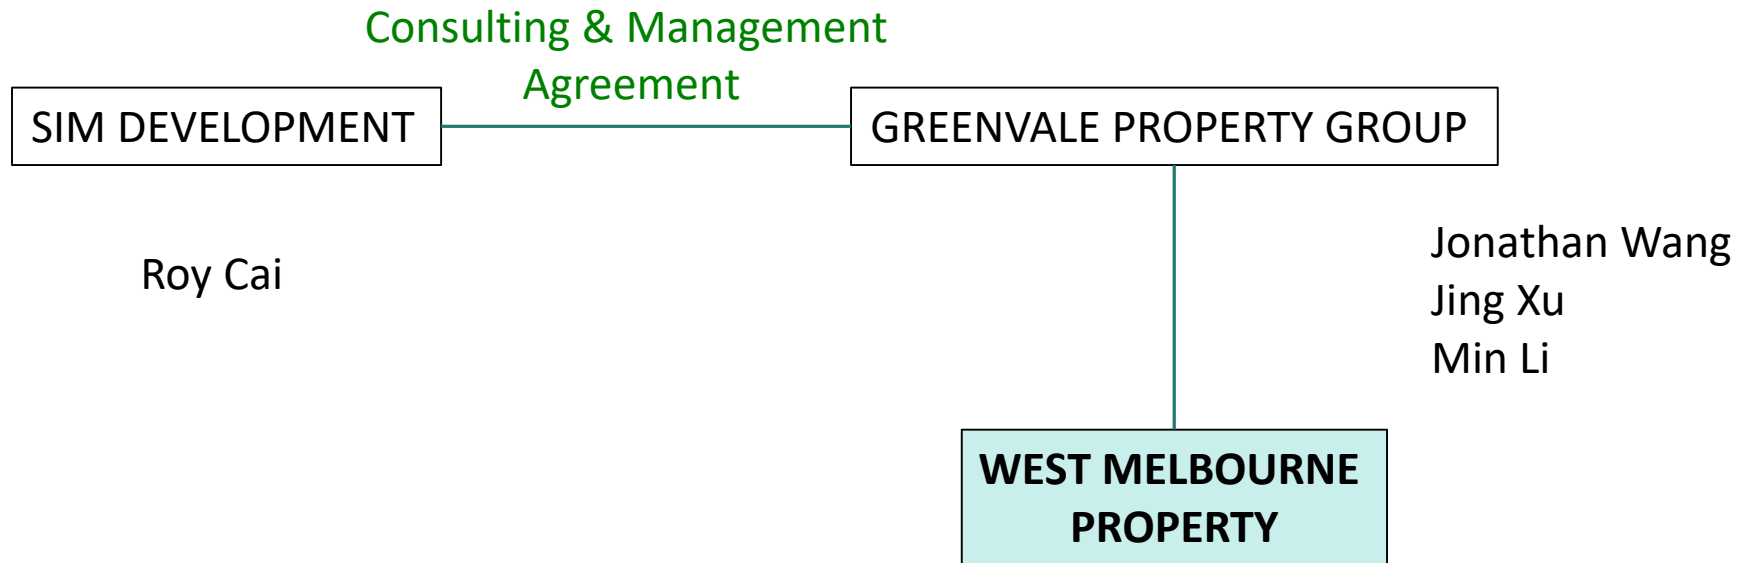 Consulting & Management
Agreement
SIM DEVELOPMENT
GREENVALE PROPERTY GROUP
Roy Cai
Jonathan Wang
Jing Xu
Min Li
WEST MELBOURNE
PROPERTY